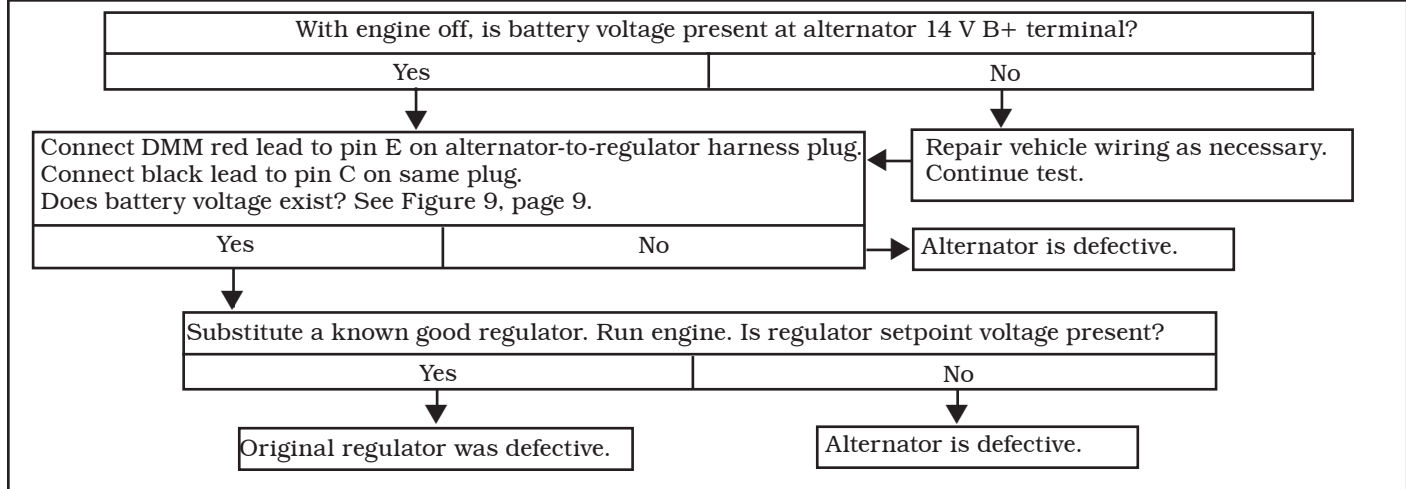 With engine off, is battery voltage present at alternator 14 V B+ terminal?
Yes
No
Connect DMM red lead to pin E on alternator-to-regulator harness plug.
Connect black lead to pin C on same plug.
Does battery voltage exist? See Figure 9, page 9.
Repair vehicle wiring as necessary.
Continue test.
Yes
No
Alternator is defective.
Substitute a known good regulator. Run engine. Is regulator setpoint voltage present?
Yes
No
Original regulator was defective.
Alternator is defective.